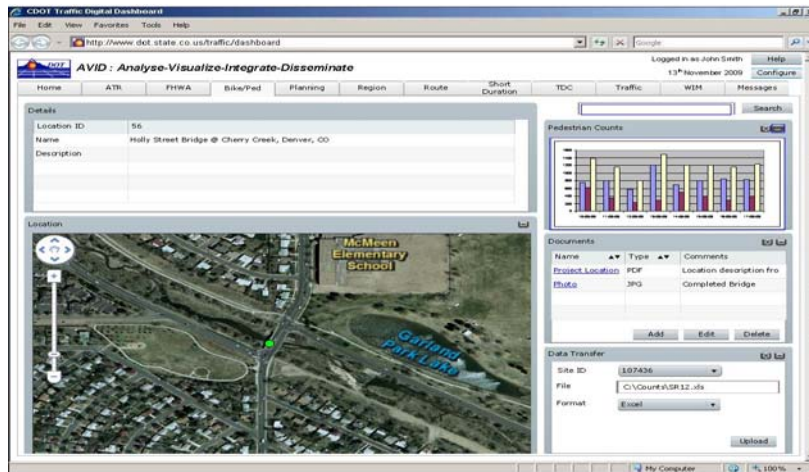 CDOT Traffic Digital Dashboard
File Edit View Favorites Tools Help
http://www.dot.state.co.us/traffic/dashboard
Google
DOT
AVID : Analyse-Visualize-Integrate-Disseminate
Logged in as John Smith
Help
13th November 2009
Configure
Home ATR FHWA Bike/Ped Planning Region Route Short Duration TDC Traffic WIM Messages
Search
Details
Location ID 56
Name Holly Street Bridge @ Cherry Creek, Denver, CO
Description
Location
McMeen
Elementary
School
Garland
Park Lake
Pedestrian Counts
Documents
Name Type Comments
Project Location PDF Location description fro
Photo JPG Completed Bridge
Add Edit Delete
Data Transfer
Site ID 107436
File C:\Counts\SR12.xls
Format Excel
Upload
My Computer
100%